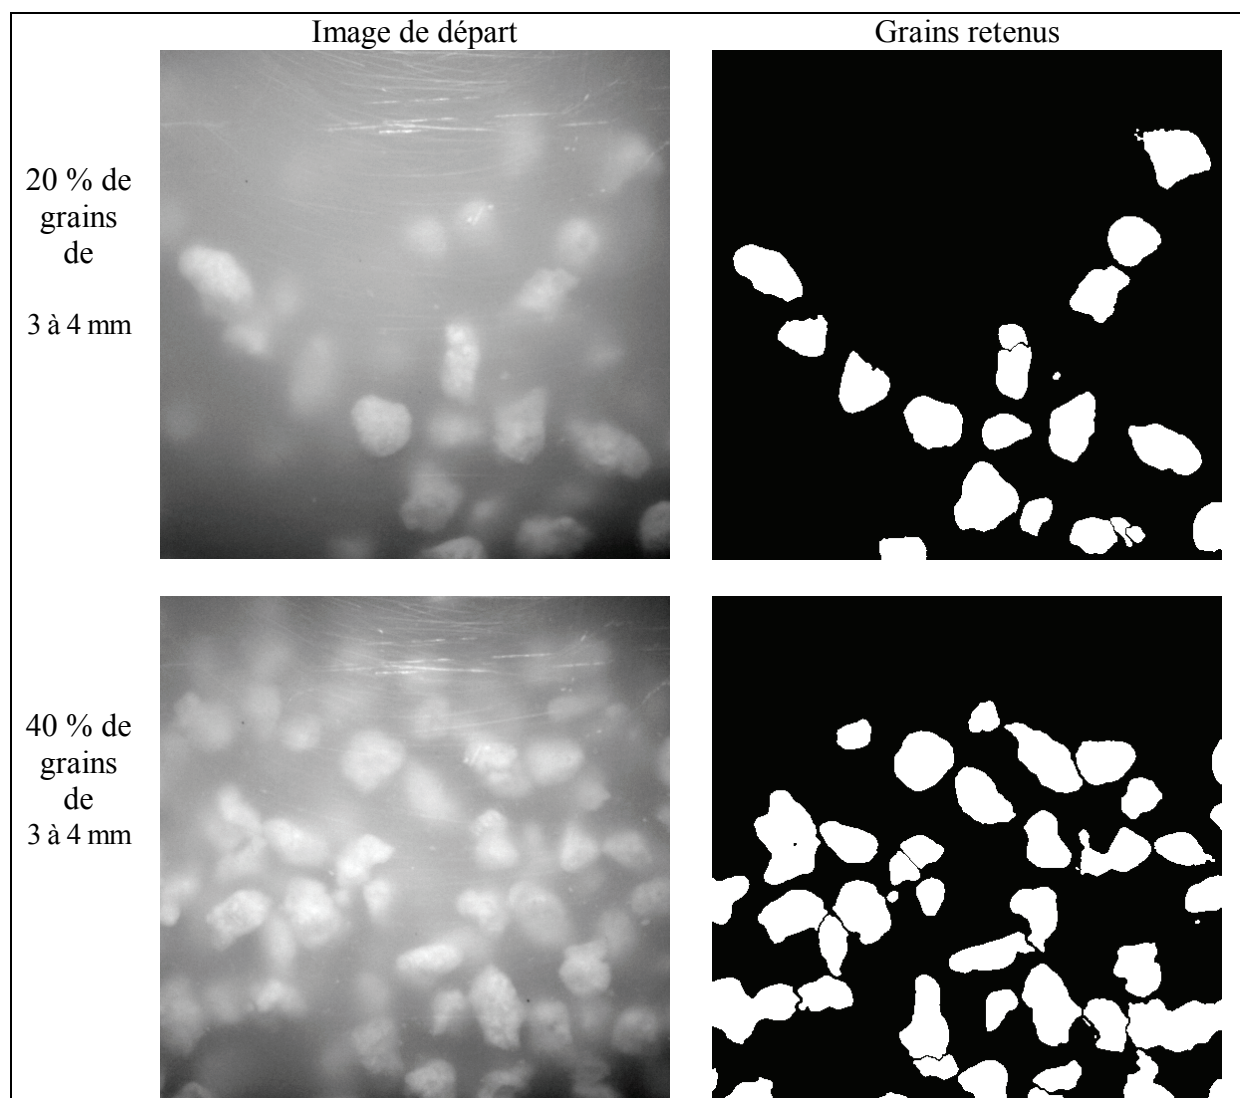 Image de départ
Grains retenus
20 % de
grains
de
3 à 4 mm
40 % de
grains
de
3 à 4 mm